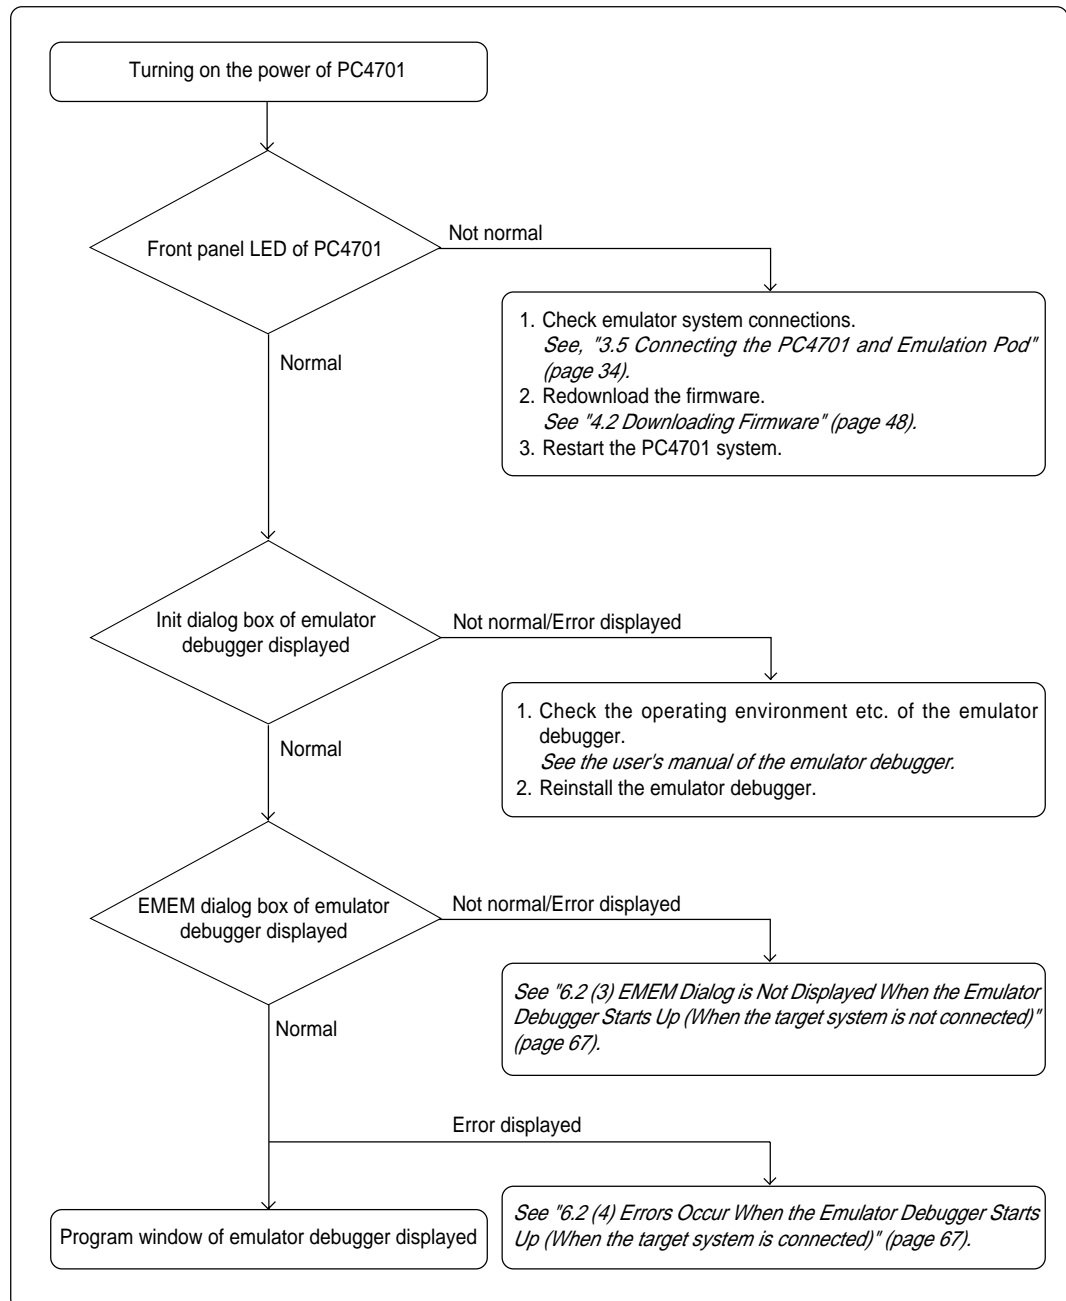 Turning on the power of PC4701
Front panel LED of PC4701
Not normal
1. Check emulator system connections.
See, "3.5 Connecting the PC4701 and Emulation Pod"
(page 34).
2. Redownload the firmware.
See "4.2 Downloading Firmware" (page 48).
3. Restart the PC4701 system.
Normal
Init dialog box of emulator
debugger displayed
Not normal/Error displayed
1. Check the operating environment etc. of the emulator
debugger.
See the user's manual of the emulator debugger.
2. Reinstall the emulator debugger.
Normal
EMEM dialog box of emulator
debugger displayed
Not normal/Error displayed
See "6.2 (3) EMEM Dialog is Not Displayed When the Emulator
Debugger Starts Up (When the target system is not connected)"
(page 67).
Normal
Error displayed
Program window of emulator debugger displayed
See "6.2 (4) Errors Occur When the Emulator Debugger Starts
Up (When the target system is connected)" (page 67).